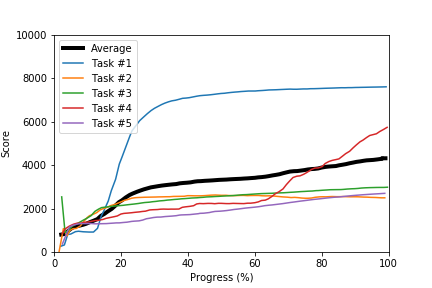 10000
8000
6000
4000
2000
0
Score
Average
Task #1
Task #2
Task #3
Task #4
Task #5
0 20 40 60 80 100
Progress (%)